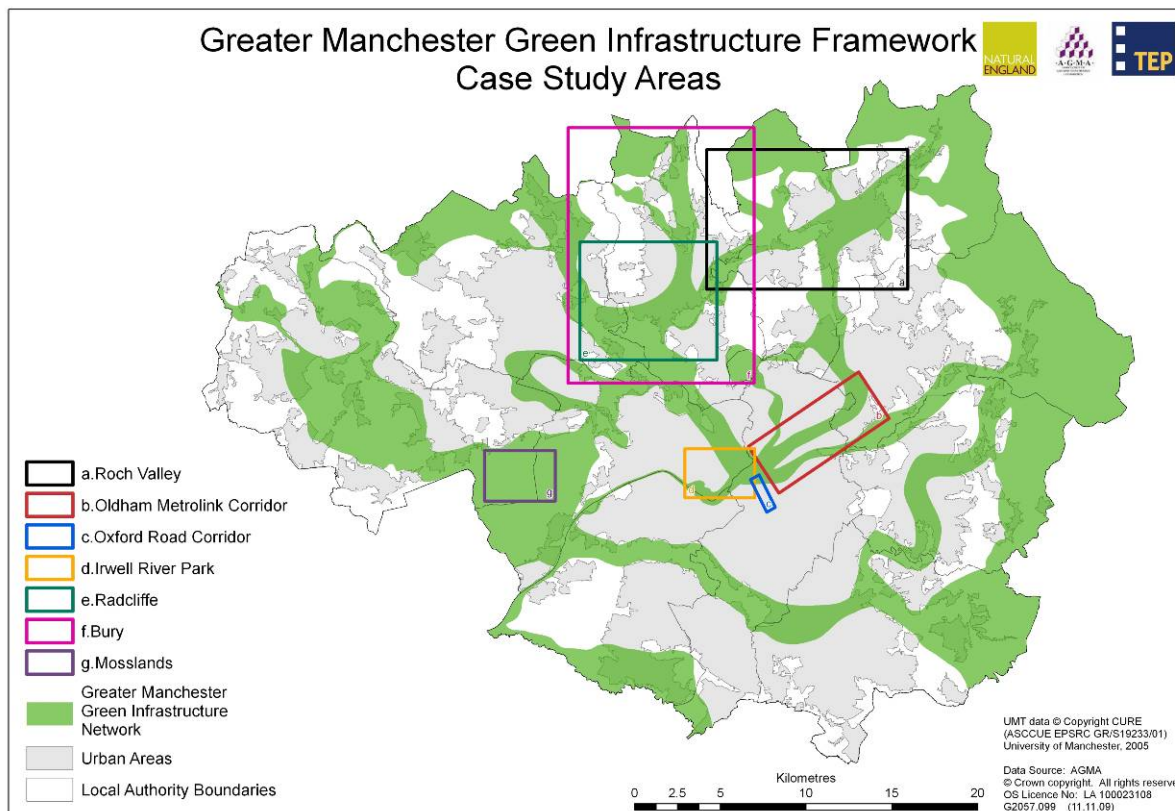 Greater Manchester Green Infrastructure Framework
Case Study Areas
NATURAL
ENGLAND
A·G·M·A
TEP
a
e
f
b
g
d
c
a.Roch Valley
b.Oldham Metrolink Corridor
c.Oxford Road Corridor
d.Irwell River Park
e.Radcliffe
f.Bury
g.Mosslands
Greater Manchester
Green Infrastructure
Network
Urban Areas
Local Authority Boundaries
Kilometres
0 2.5 5 10 15 20
UMT data © Copyright CURE
(ASCCUE EPSRC GR/S19233/01)
University of Manchester, 2005
Data Source: AGMA
© Crown copyright. All rights reserve
OS Licence No: LA 100023108
G2057.099 (11.11.09)